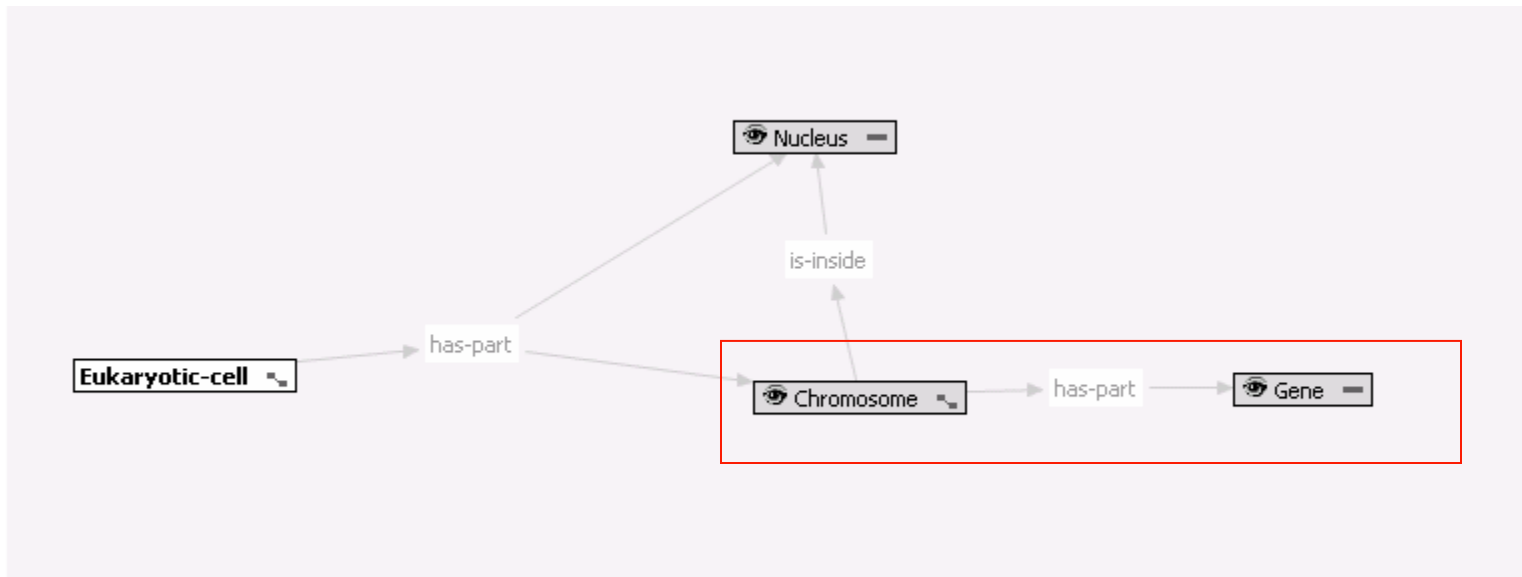 Nucleus
is-inside
has-part
Eukaryotic-cell
Chromosome
has-part
Gene